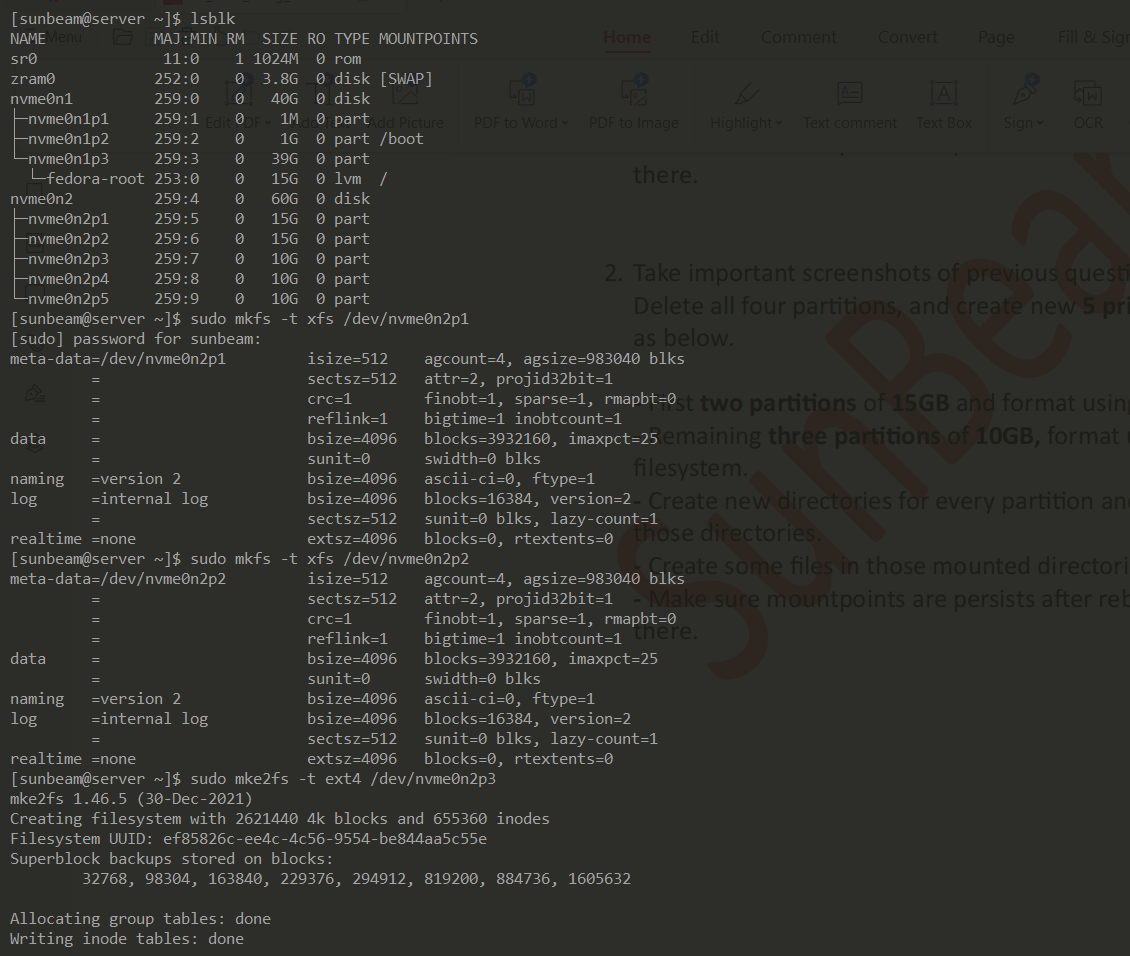 [sunbeam@server ~]$ lsblk
NAME            MAJ:MIN RM  SIZE RO TYPE MOUNTPOINTS
sr0              11:0    1 1024M  0 rom
zram0           252:0    0  3.8G  0 disk [SWAP]
nvme0n1         259:0    0   40G  0 disk
├─nvme0n1p1     259:1    0    1M  0 part
├─nvme0n1p2     259:2    0    1G  0 part /boot
└─nvme0n1p3     259:3    0   39G  0 part
  └─fedora-root 253:0    0   15G  0 lvm  /
nvme0n2         259:4    0   60G  0 disk
├─nvme0n2p1     259:5    0   15G  0 part
├─nvme0n2p2     259:6    0   15G  0 part
├─nvme0n2p3     259:7    0   10G  0 part
├─nvme0n2p4     259:8    0   10G  0 part
└─nvme0n2p5     259:9    0   10G  0 part
[sunbeam@server ~]$ sudo mkfs -t xfs /dev/nvme0n2p1
[sudo] password for sunbeam:
meta-data=/dev/nvme0n2p1         isize=512    agcount=4, agsize=983040 blks
         =                       sectsz=512   attr=2, projid32bit=1
         =                       crc=1        finobt=1, sparse=1, rmapbt=0
         =                       reflink=1    bigtime=1 inobtcount=1
data     =                       bsize=4096   blocks=3932160, imaxpct=25
         =                       sunit=0      swidth=0 blks
naming   =version 2              bsize=4096   ascii-ci=0, ftype=1
log      =internal log           bsize=4096   blocks=16384, version=2
         =                       sectsz=512   sunit=0 blks, lazy-count=1
realtime =none                   extsz=4096   blocks=0, rtextents=0
[sunbeam@server ~]$ sudo mkfs -t xfs /dev/nvme0n2p2
meta-data=/dev/nvme0n2p2         isize=512    agcount=4, agsize=983040 blks
         =                       sectsz=512   attr=2, projid32bit=1
         =                       crc=1        finobt=1, sparse=1, rmapbt=0
         =                       reflink=1    bigtime=1 inobtcount=1
data     =                       bsize=4096   blocks=3932160, imaxpct=25
         =                       sunit=0      swidth=0 blks
naming   =version 2              bsize=4096   ascii-ci=0, ftype=1
log      =internal log           bsize=4096   blocks=16384, version=2
         =                       sectsz=512   sunit=0 blks, lazy-count=1
realtime =none                   extsz=4096   blocks=0, rtextents=0
[sunbeam@server ~]$ sudo mke2fs -t ext4 /dev/nvme0n2p3
mke2fs 1.46.5 (30-Dec-2021)
Creating filesystem with 2621440 4k blocks and 655360 inodes
Filesystem UUID: ef85826c-ee4c-4c56-9554-be844aa5c55e
Superblock backups stored on blocks:
        32768, 98304, 163840, 229376, 294912, 819200, 884736, 1605632
Allocating group tables: done
Writing inode tables: done
Menu
Home Edit Comment Convert Page Fill & Sign
Edit PDF Add Text Add Picture PDF to Word PDF to Image Highlight Text comment Text Box Sign OCR
there.
2. Take important screenshots of previous questi
Delete all four partitions, and create new 5 pri
as below.
- First two partitions of 15GB and format using
- Remaining three partitions of 10GB, format
filesystem.
- Create new directories for every partition and
those directories.
- Create some files in those mounted directori
- Make sure mountpoints are persists after reb
there.
SunBea